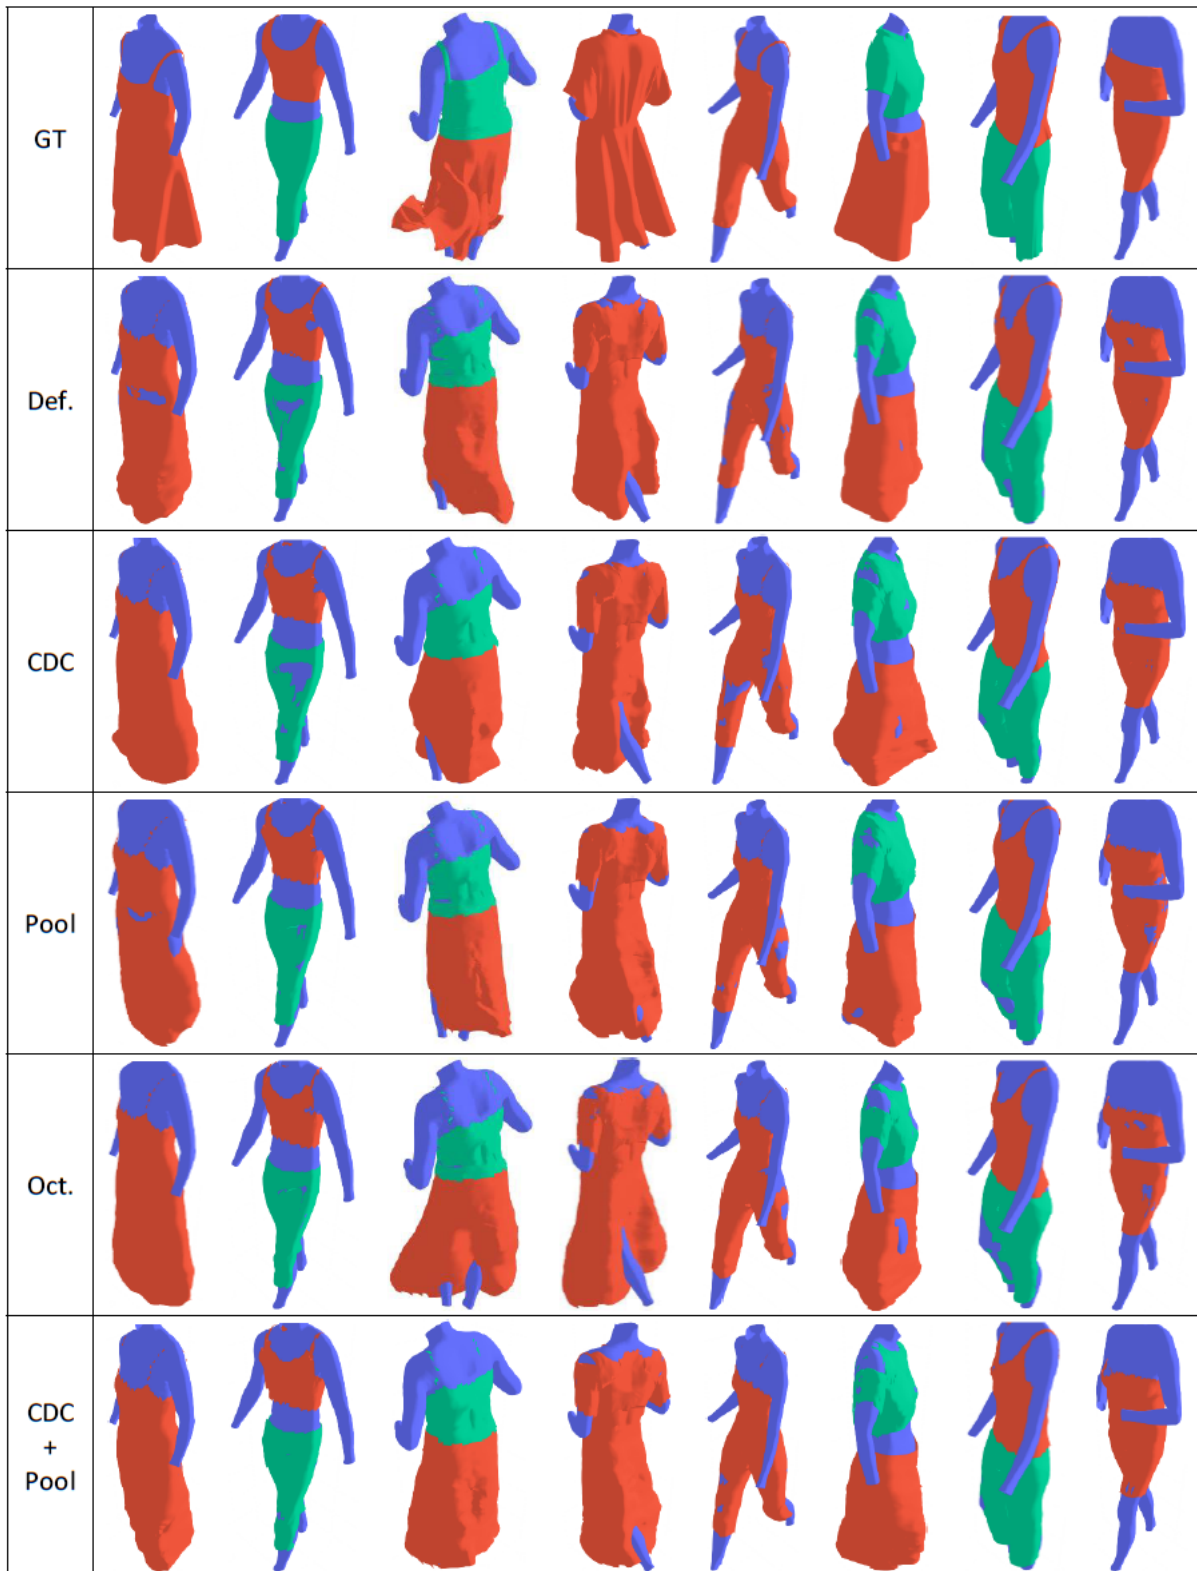 GT
Def.
CDC
Pool
Oct.
CDC
+
Pool